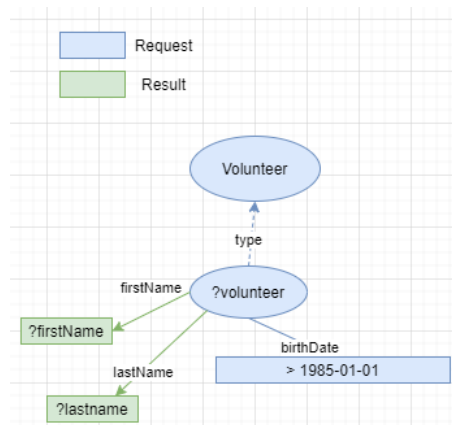 Request
Result
Volunteer
type
firstName
?volunteer
?firstName
birthDate
lastName
> 1985-01-01
?lastname